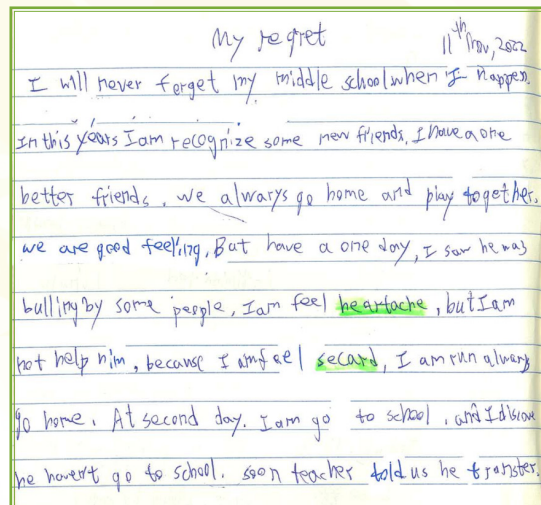 My regret
11th Nov, 2022
I will never forget my middle school when I happen.
In this years I am recognize some new friends, I have a one
better friends, we always go home and play together.
we are good feeling, But have a one day, I saw he was
bulling by some people, I am feel heartache, but I am
not help him, because I am feel secard, I am run always
go home. At second day. I am go to school, and I
he haven't go to school. soon teacher told us he transter.